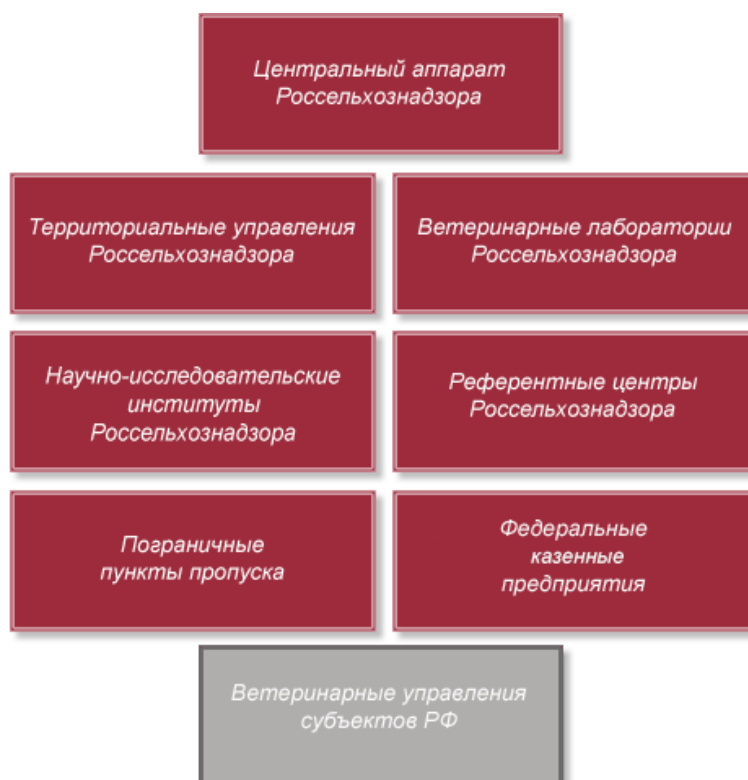 Центральный аппарат
Россельхознадзора
Территориальные управления
Россельхознадзора
Ветеринарные лаборатории
Россельхознадзора
Научно-исследовательские
институты
Россельхознадзора
Референтные центры
Россельхознадзора
Пограничные
пункты пропуска
Федеральные
казенные
предприятия
Ветеринарные управления
субъектов РФ